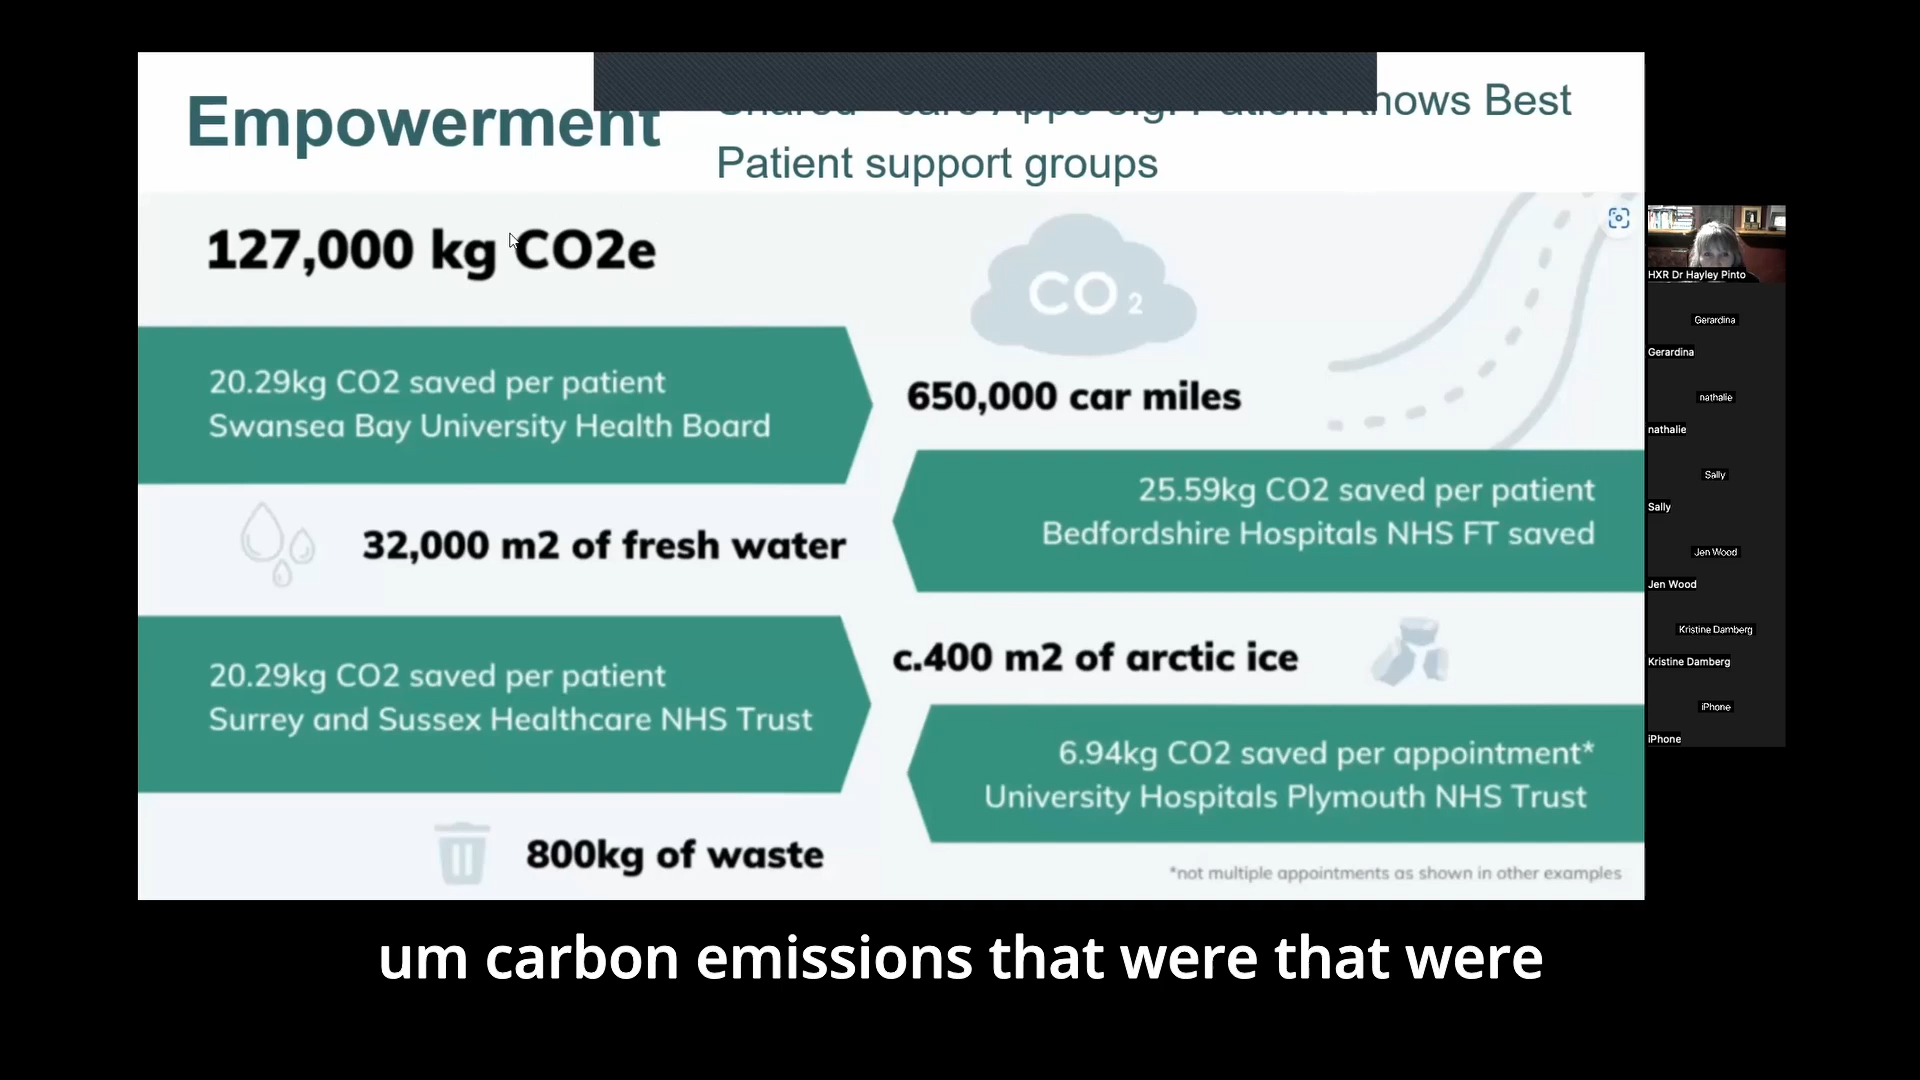 Empowerment
Shared - care Apps e.g. Patient Knows Best
Patient support groups
127,000 kg CO2e
CO2
650,000 car miles
20.29kg CO2 saved per patient
Swansea Bay University Health Board
25.59kg CO2 saved per patient
Bedfordshire Hospitals NHS FT saved
32,000 m2 of fresh water
c.400 m2 of arctic ice
20.29kg CO2 saved per patient
Surrey and Sussex Healthcare NHS Trust
6.94kg CO2 saved per appointment*
University Hospitals Plymouth NHS Trust
800kg of waste
*not multiple appointments as shown in other examples
HXR Dr Hayley Pinto
Gerardina
Gerardina
nathalie
nathalie
Sally
Sally
Jen Wood
Jen Wood
Kristine Damberg
Kristine Damberg
iPhone
iPhone
um carbon emissions that were that were